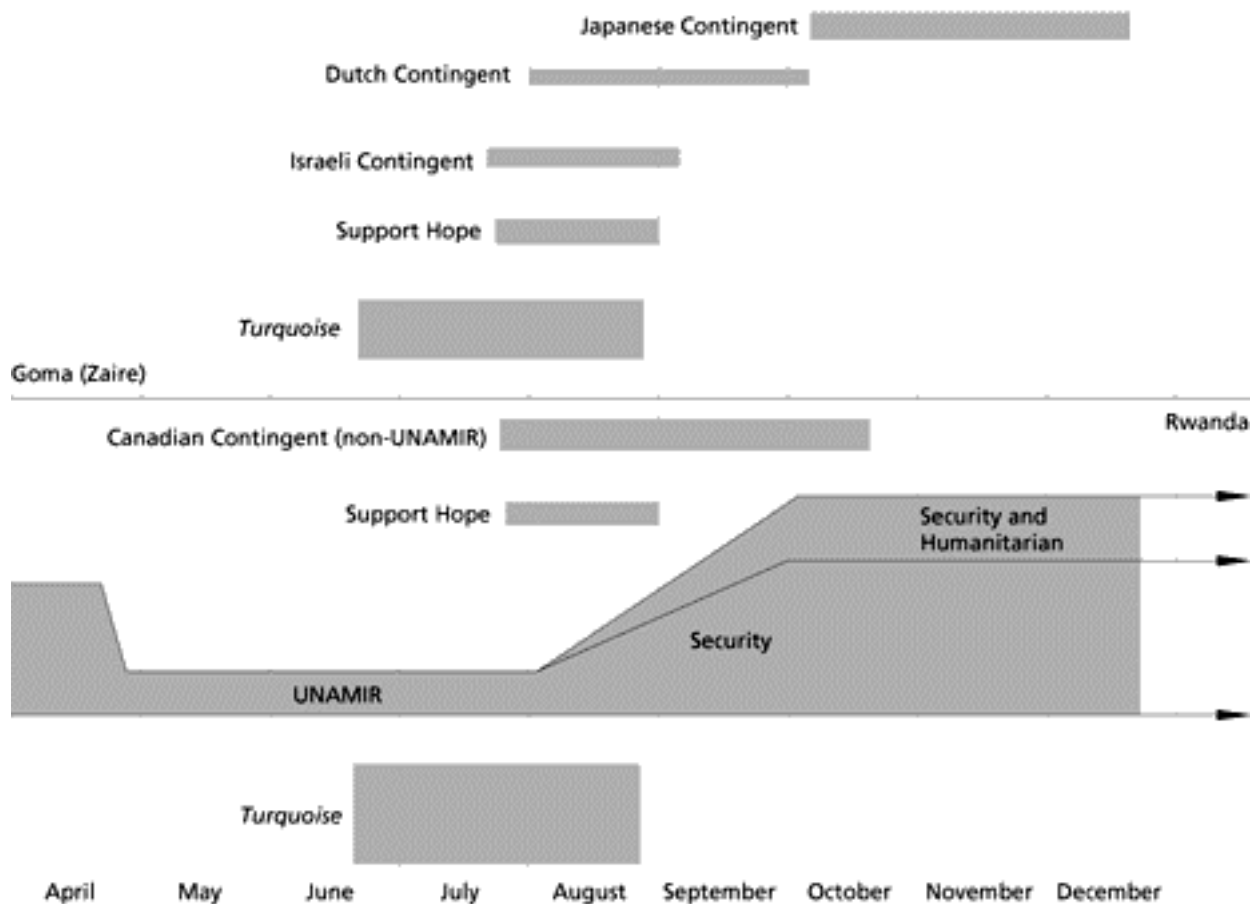 Japanese Contingent
Dutch Contingent
Israeli Contingent
Support Hope
Turquoise
Goma (Zaire)
Rwanda
Canadian Contingent (non-UNAMIR)
Support Hope
Security and
Humanitarian
Security
UNAMIR
Turquoise
April May June July August September October November December